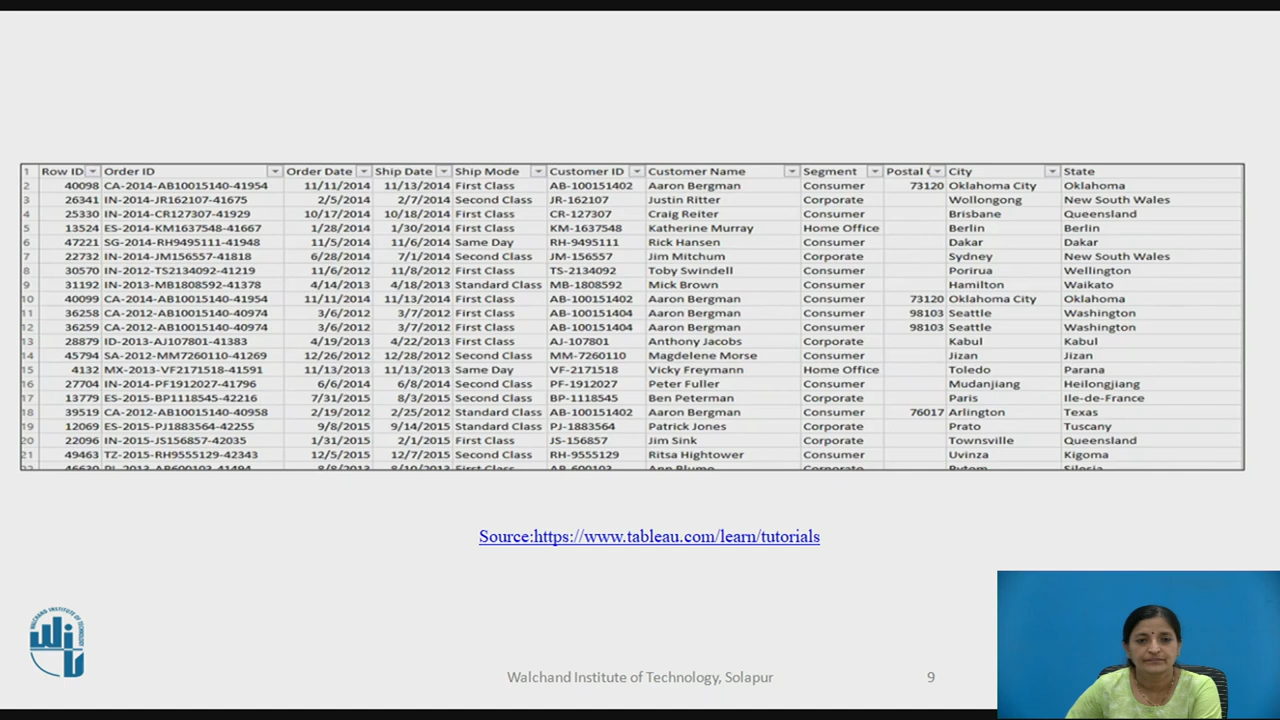 1 Row ID Order ID Order Date Ship Date Ship Mode Customer ID Customer Name Segment Postal City State
2 40098 CA-2014-AB10015140-41954 11/11/2014 11/13/2014 First Class AB-100151402 Aaron Bergman Consumer 73120 Oklahoma City Oklahoma
3 26341 IN-2014-JR162107-41675 2/5/2014 2/7/2014 Second Class JR-162107 Justin Ritter Corporate Wollongong New South Wales
4 25330 IN-2014-CR127307-41929 10/17/2014 10/18/2014 First Class CR-127307 Craig Reiter Consumer Brisbane Queensland
5 13524 ES-2014-KM1637548-41667 1/28/2014 1/30/2014 First Class KM-1637548 Katherine Murray Home Office Berlin Berlin
6 47221 SG-2014-RH9495111-41948 11/5/2014 11/6/2014 Same Day RH-9495111 Rick Hansen Consumer Dakar Dakar
7 22732 IN-2014-JM156557-41818 6/28/2014 7/1/2014 Second Class JM-156557 Jim Mitchum Corporate Sydney New South Wales
8 30570 IN-2012-TS2134092-41219 11/6/2012 11/8/2012 First Class TS-2134092 Toby Swindell Consumer Porirua Wellington
9 31192 IN-2013-MB1808592-41378 4/14/2013 4/18/2013 Standard Class MB-1808592 Mick Brown Consumer Hamilton Waikato
10 40099 CA-2014-AB10015140-41954 11/11/2014 11/13/2014 First Class AB-100151402 Aaron Bergman Consumer 73120 Oklahoma City Oklahoma
11 36258 CA-2012-AB10015140-40974 3/6/2012 3/7/2012 First Class AB-100151404 Aaron Bergman Consumer 98103 Seattle Washington
12 36259 CA-2012-AB10015140-40974 3/6/2012 3/7/2012 First Class AB-100151404 Aaron Bergman Consumer 98103 Seattle Washington
13 28879 ID-2013-AJ107801-41383 4/19/2013 4/22/2013 First Class AJ-107801 Anthony Jacobs Corporate Kabul Kabul
14 45794 SA-2012-MM7260110-41269 12/26/2012 12/28/2012 Second Class MM-7260110 Magdelene Morse Consumer Jizan Jizan
15 4132 MX-2013-VF2171518-41591 11/13/2013 11/13/2013 Same Day VF-2171518 Vicky Freymann Home Office Toledo Parana
16 27704 IN-2014-PF1912027-41796 6/6/2014 6/8/2014 Second Class PF-1912027 Peter Fuller Consumer Mudanjiang Heilongjiang
17 13779 ES-2015-BP1118545-42216 7/31/2015 8/3/2015 Second Class BP-1118545 Ben Peterman Corporate Paris Ile-de-France
18 39519 CA-2012-AB10015140-40958 2/19/2012 2/25/2012 Standard Class AB-100151402 Aaron Bergman Consumer 76017 Arlington Texas
19 12069 ES-2015-PJ1883564-42255 9/8/2015 9/14/2015 Standard Class PJ-1883564 Patrick Jones Corporate Prato Tuscany
20 22096 IN-2015-JS156857-42035 1/31/2015 2/1/2015 First Class JS-156857 Jim Sink Corporate Townsville Queensland
21 49463 TZ-2015-RH9555129-42343 12/5/2015 12/7/2015 Second Class RH-9555129 Ritsa Hightower Consumer Uvinza Kigoma
Source:https://www.tableau.com/learn/tutorials
WALCHAND INSTITUTE OF TECHNOLOGY
Walchand Institute of Technology, Solapur 9